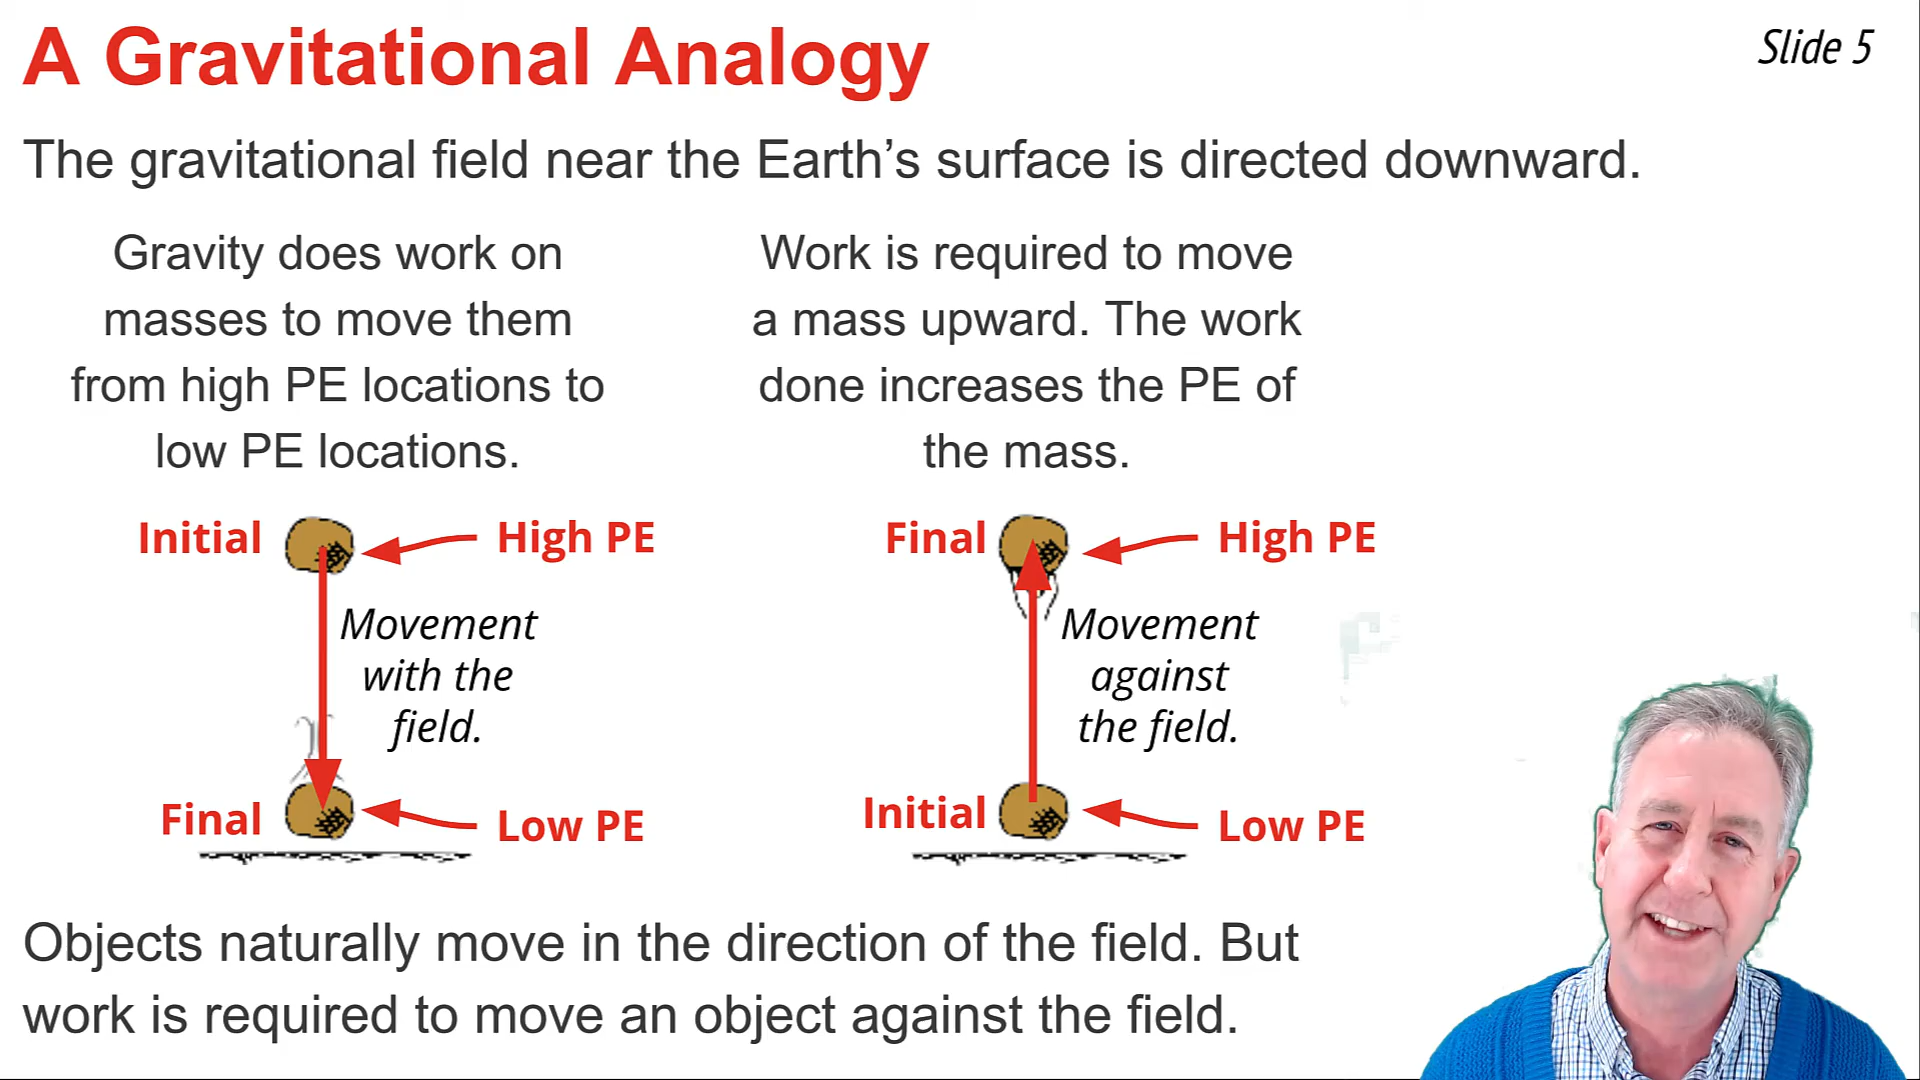 A Gravitational Analogy
Slide 5
The gravitational field near the Earth’s surface is directed downward.
Gravity does work on
masses to move them
from high PE locations to
low PE locations.
Work is required to move
a mass upward. The work
done increases the PE of
the mass.
Initial
High PE
Movement
with the
field.
Final
Low PE
Final
High PE
Movement
against
the field.
Initial
Low PE
Objects naturally move in the direction of the field. But
work is required to move an object against the field.